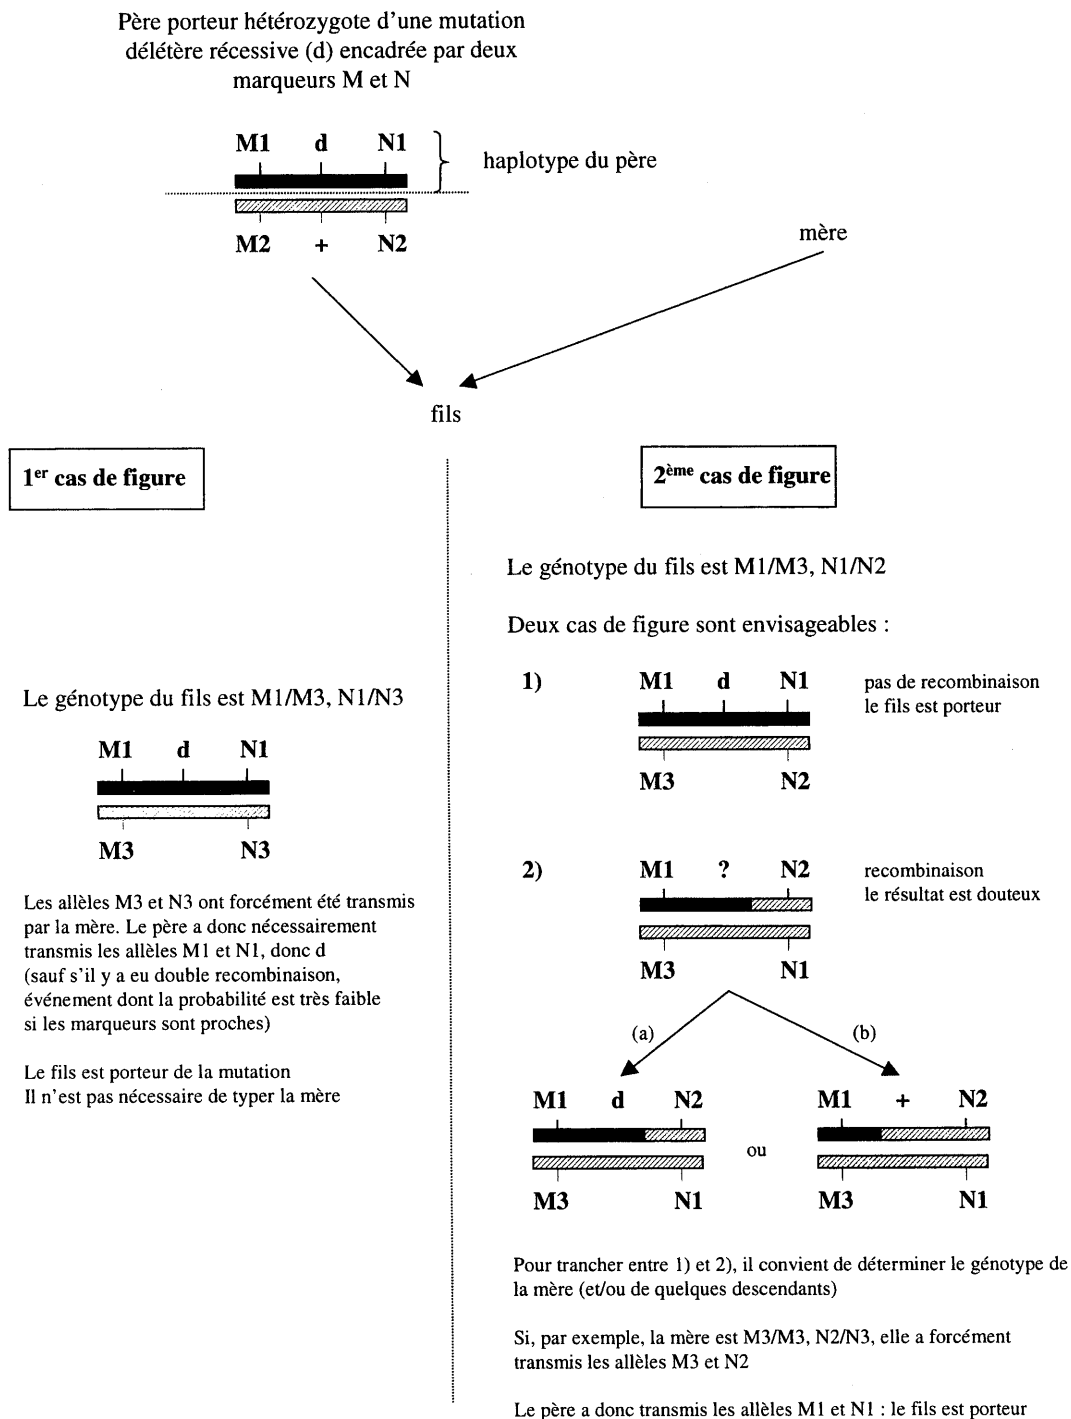 Père porteur hétérozygote d'une mutation
délétère récessive (d) encadrée par deux
marqueurs M et N
M1 d N1
haplotype du père
M2 + N2
mère
fils
1er cas de figure
Le génotype du fils est M1/M3, N1/N3
M1 d N1
M3 N3
Les allèles M3 et N3 ont forcément été transmis
par la mère. Le père a donc nécessairement
transmis les allèles M1 et N1, donc d
(sauf s'il y a eu double recombinaison,
événement dont la probabilité est très faible
si les marqueurs sont proches)
Le fils est porteur de la mutation
Il n'est pas nécessaire de typer la mère
2ème cas de figure
Le génotype du fils est M1/M3, N1/N2
Deux cas de figure sont envisageables :
1) M1 d N1
pas de recombinaison
le fils est porteur
M3 N2
2) M1 ? N2
recombinaison
le résultat est douteux
M3 N1
(a) (b)
M1 d N2
M3 N1
ou
M1 + N2
M3 N1
Pour trancher entre 1) et 2), il convient de déterminer le génotype de
la mère (et/ou de quelques descendants)
Si, par exemple, la mère est M3/M3, N2/N3, elle a forcément
transmis les allèles M3 et N2
Le père a donc transmis les allèles M1 et N1 : le fils est porteur